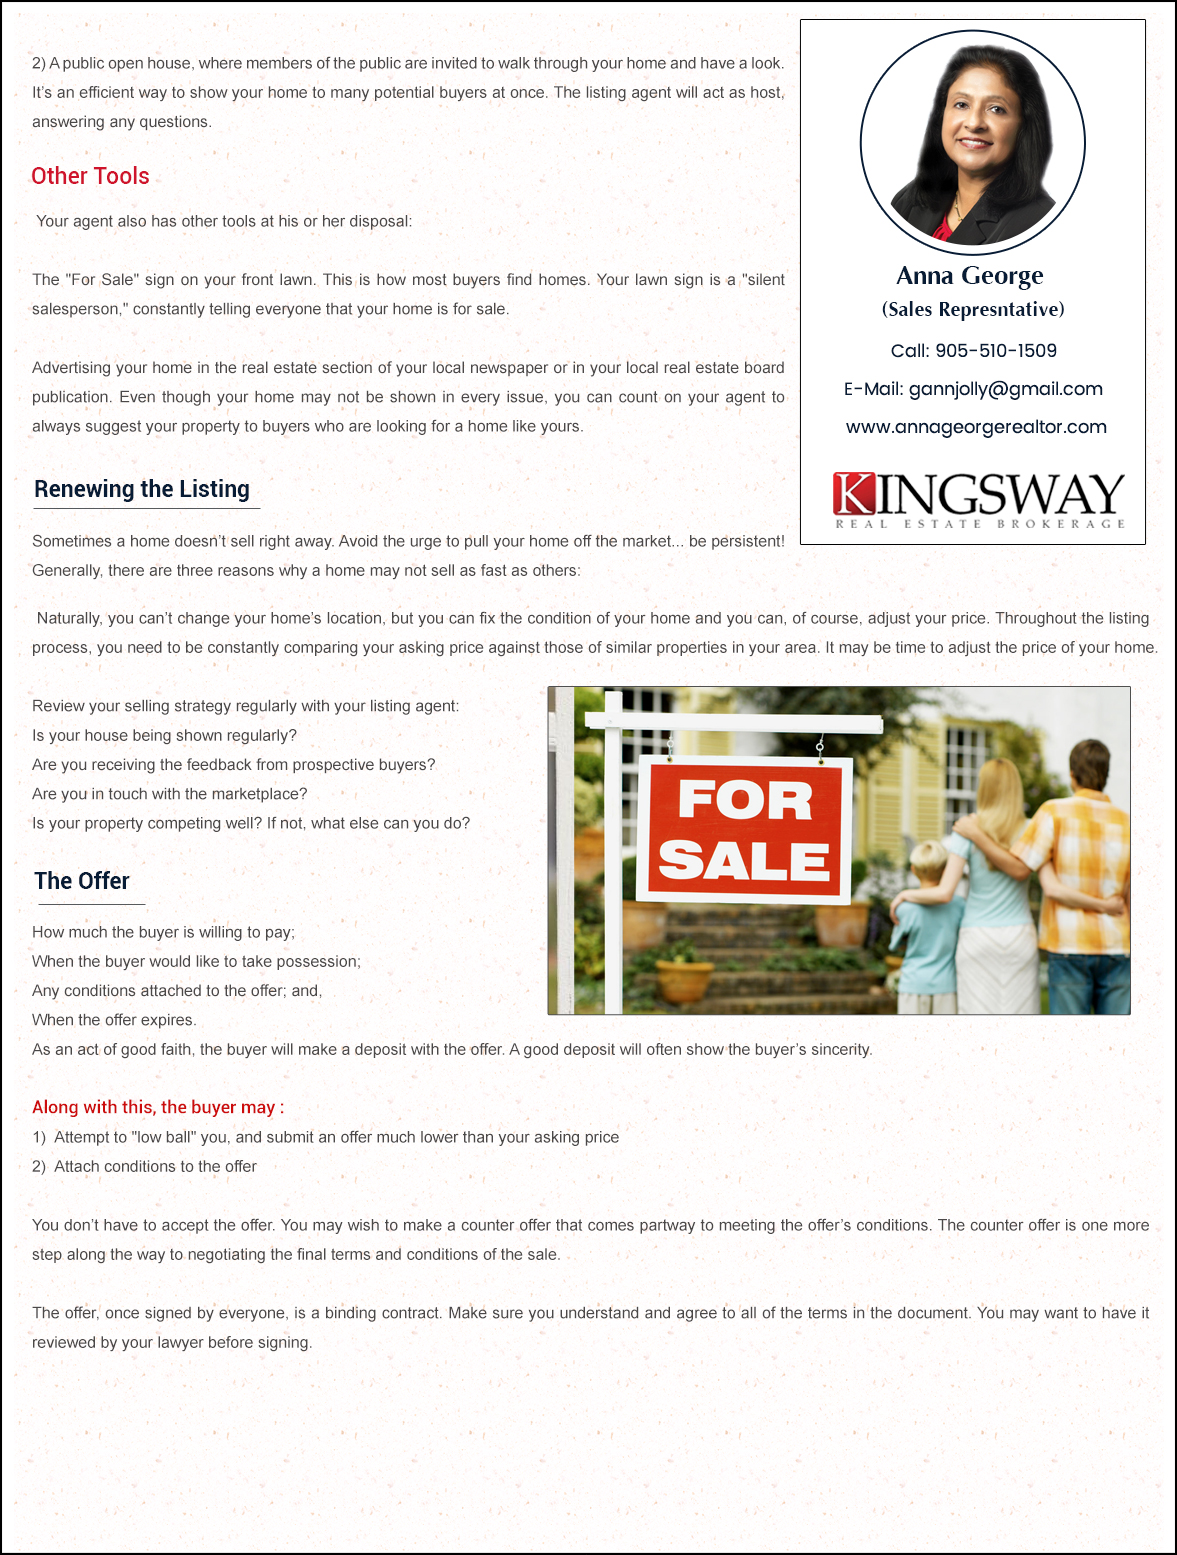 2) A public open house, where members of the public are invited to walk through your home and have a look.
It’s an efficient way to show your home to many potential buyers at once. The listing agent will act as host,
answering any questions.
Other Tools
Your agent also has other tools at his or her disposal:
The "For Sale" sign on your front lawn. This is how most buyers find homes. Your lawn sign is a "silent
salesperson," constantly telling everyone that your home is for sale.
Advertising your home in the real estate section of your local newspaper or in your local real estate board
publication. Even though your home may not be shown in every issue, you can count on your agent to
always suggest your property to buyers who are looking for a home like yours.
Anna George
(Sales Represntative)
Call: 905-510-1509
E-Mail: gannjolly@gmail.com
www.annageorgerealtor.com
KINGSWAY
REAL ESTATE BROKERAGE
Renewing the Listing
Sometimes a home doesn’t sell right away. Avoid the urge to pull your home off the market... be persistent!
Generally, there are three reasons why a home may not sell as fast as others:
Naturally, you can’t change your home’s location, but you can fix the condition of your home and you can, of course, adjust your price. Throughout the listing
process, you need to be constantly comparing your asking price against those of similar properties in your area. It may be time to adjust the price of your home.
Review your selling strategy regularly with your listing agent:
Is your house being shown regularly?
Are you receiving the feedback from prospective buyers?
Are you in touch with the marketplace?
Is your property competing well? If not, what else can you do?
FOR
SALE
The Offer
How much the buyer is willing to pay;
When the buyer would like to take possession;
Any conditions attached to the offer; and,
When the offer expires.
As an act of good faith, the buyer will make a deposit with the offer. A good deposit will often show the buyer’s sincerity.
Along with this, the buyer may :
1) Attempt to "low ball" you, and submit an offer much lower than your asking price
2) Attach conditions to the offer
You don’t have to accept the offer. You may wish to make a counter offer that comes partway to meeting the offer’s conditions. The counter offer is one more
step along the way to negotiating the final terms and conditions of the sale.
The offer, once signed by everyone, is a binding contract. Make sure you understand and agree to all of the terms in the document. You may want to have it
reviewed by your lawyer before signing.